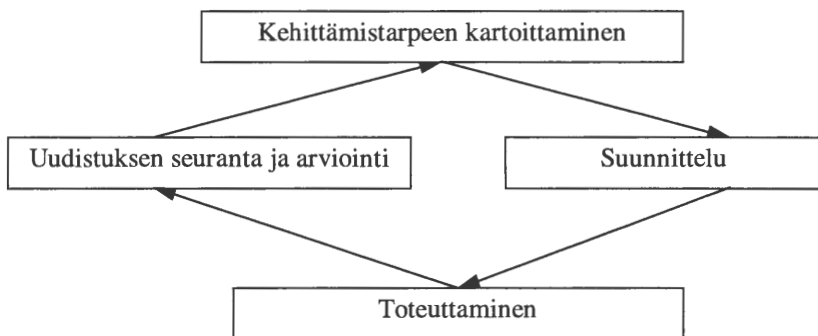 Kehittämistarpeen kartoittaminen
Uudistuksen seuranta ja arviointi
Suunnittelu
Toteuttaminen